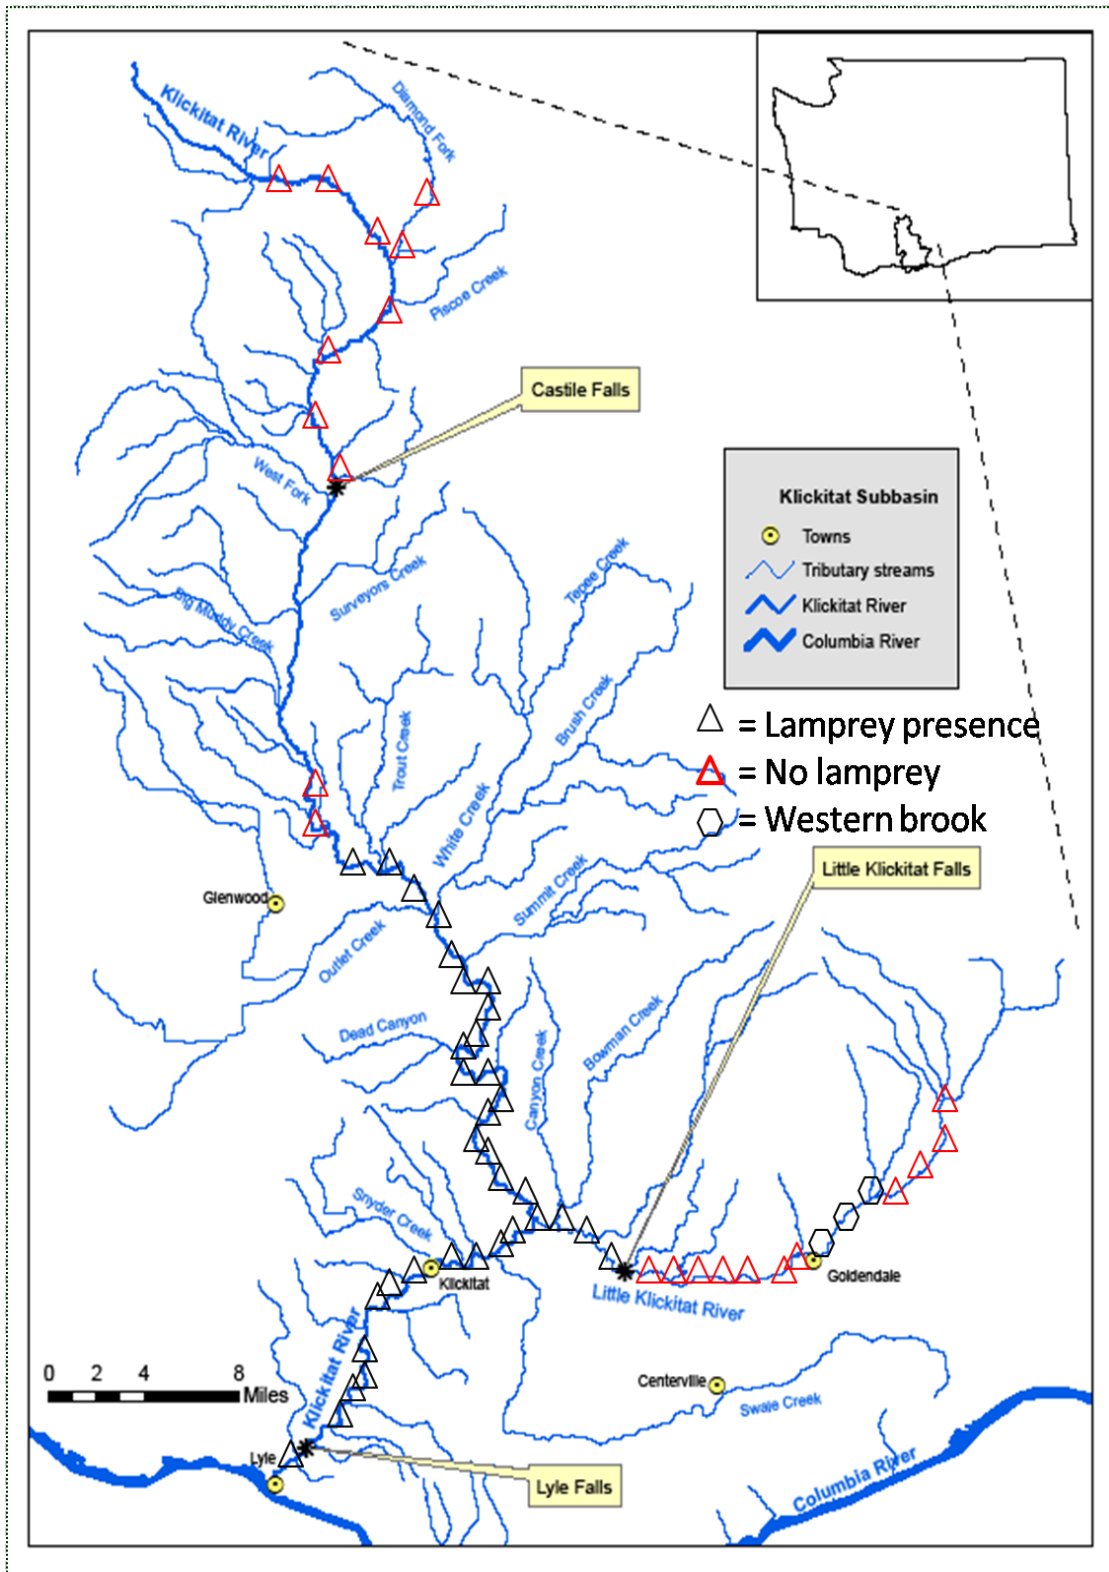 Klickitat River
Diamond Fork
Piscoe Creek
Castile Falls
West Fork
Klickitat Subbasin
Towns
Tributary streams
Klickitat River
Columbia River
Surveyors Creek
Tepee Creek
Big Muddy Creek
Brush Creek
Trout Creek
= Lamprey presence
= No lamprey
= Western brook
White Creek
Little Klickitat Falls
Summit Creek
Glenwood
Outlet Creek
Dead Canyon
Canyon Creek
Bowman Creek
Snyder Creek
Klickitat
Goldendale
Little Klickitat River
Klickitat River
0 2 4 8
Miles
Centerville
Swale Creek
Lyle
Lyle Falls
Columbia River